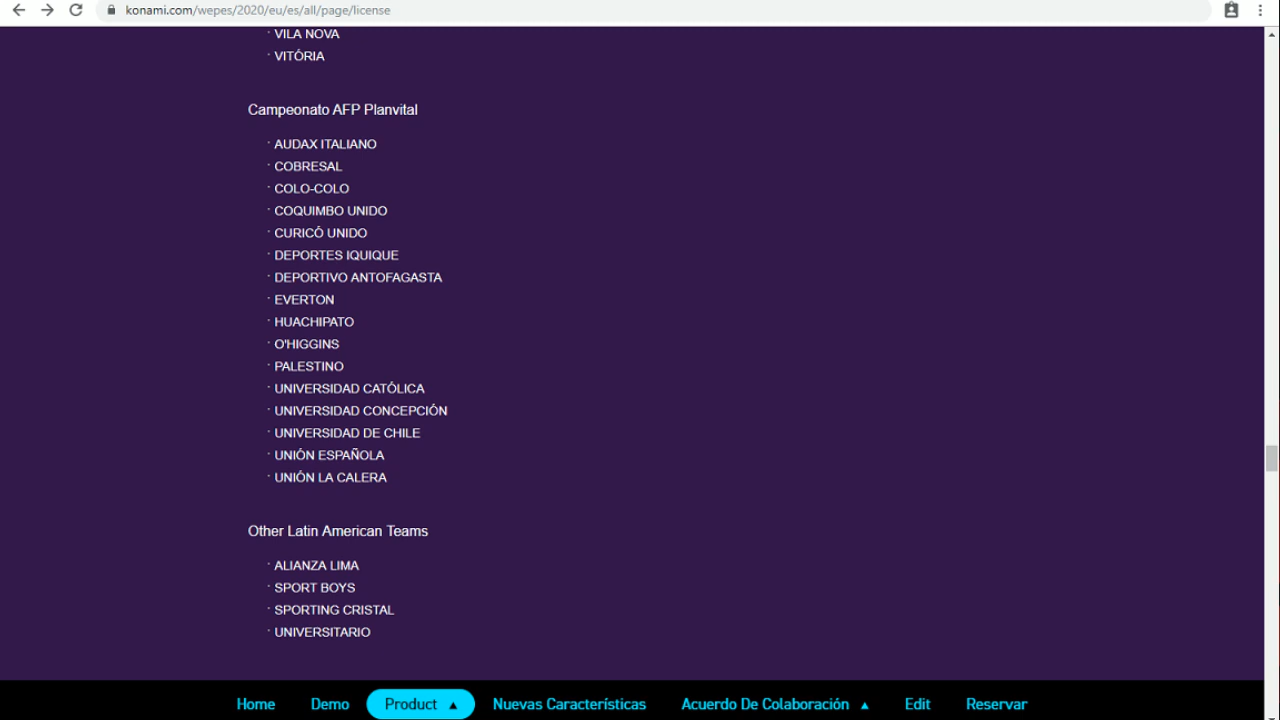 konami.com/wepes/2020/eu/es/all/page/license
VILA NOVA
VITÓRIA
Campeonato AFP Planvital
AUDAX ITALIANO
COBRESAL
COLO-COLO
COQUIMBO UNIDO
CURICÓ UNIDO
DEPORTES IQUIQUE
DEPORTIVO ANTOFAGASTA
EVERTON
HUACHIPATO
O'HIGGINS
PALESTINO
UNIVERSIDAD CATÓLICA
UNIVERSIDAD CONCEPCIÓN
UNIVERSIDAD DE CHILE
UNIÓN ESPAÑOLA
UNIÓN LA CALERA
Other Latin American Teams
ALIANZA LIMA
SPORT BOYS
SPORTING CRISTAL
UNIVERSITARIO
Home Demo Product ▲ Nuevas Características Acuerdo De Colaboración ▲ Edit Reservar